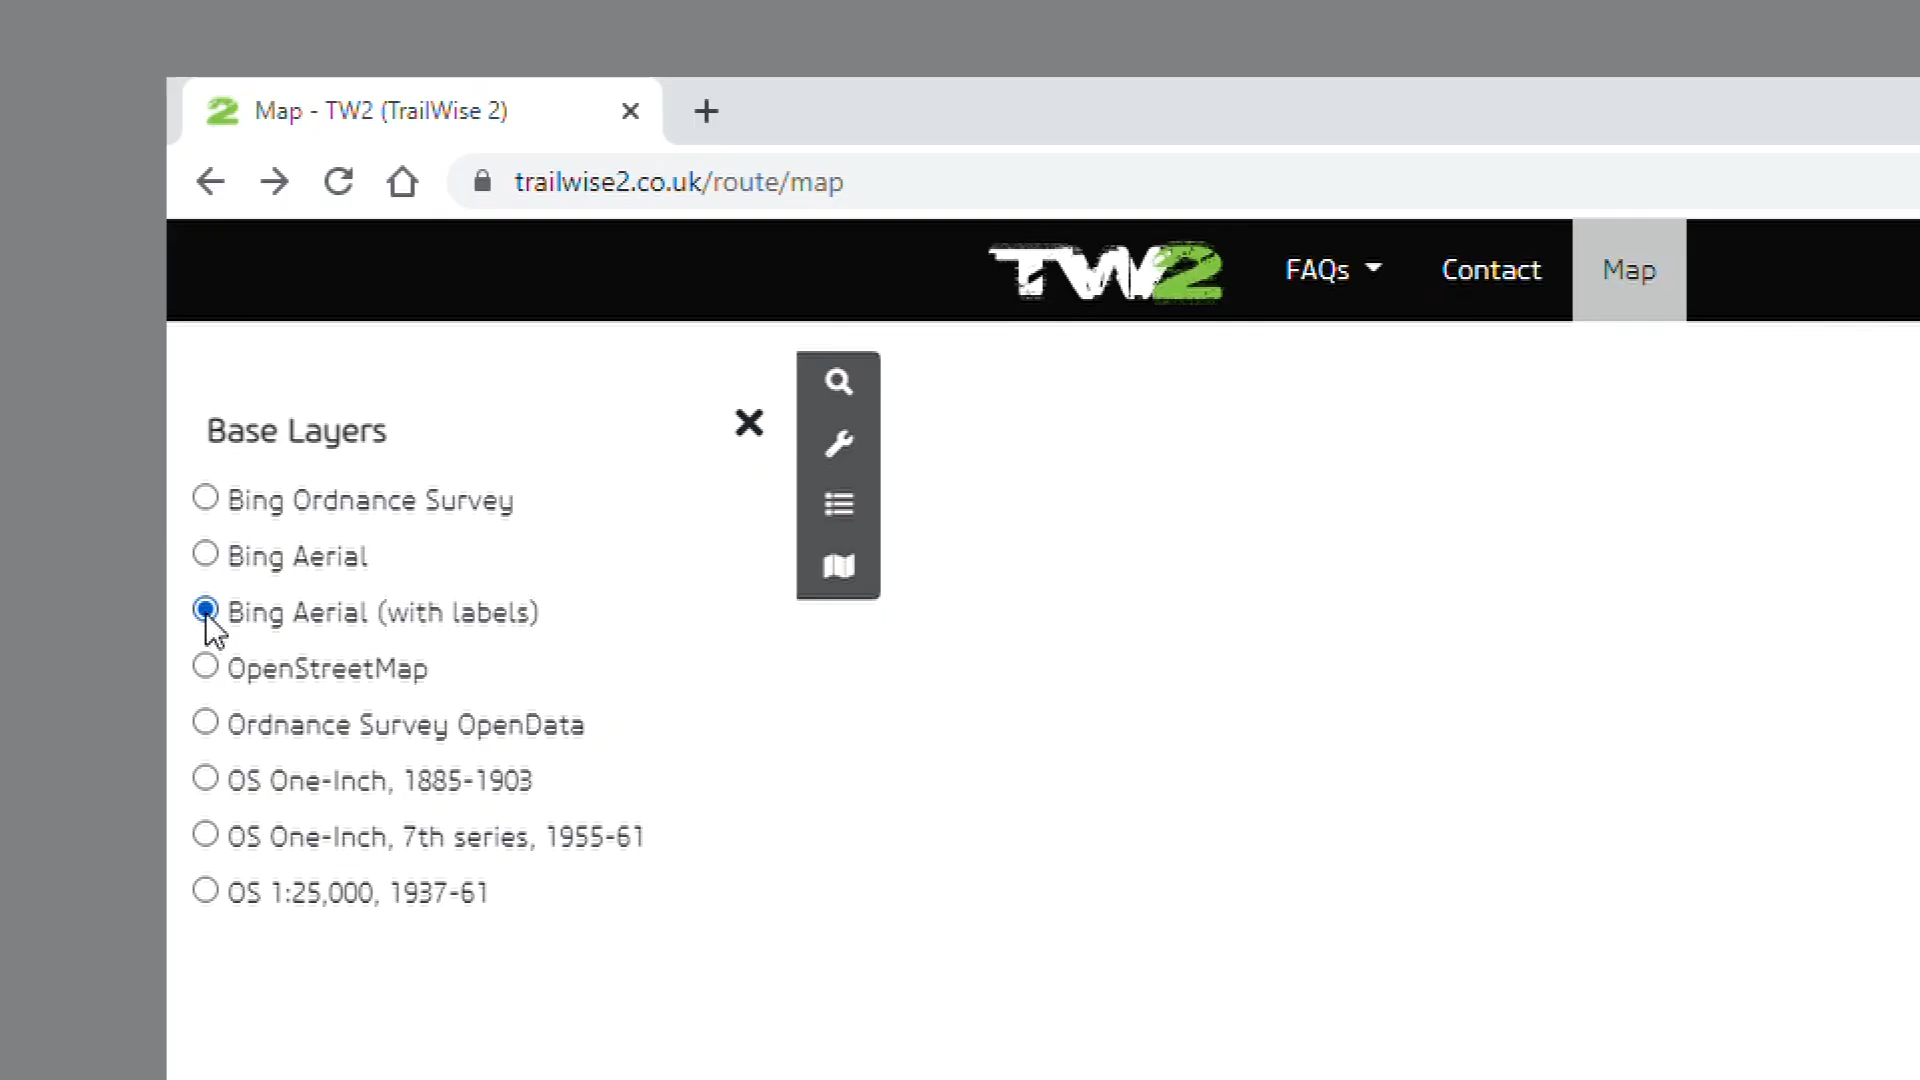 Map - TW2 (TrailWise 2)
trailwise2.co.uk/route/map
TW2
FAQs
Contact
Map
Base Layers
Bing Ordnance Survey
Bing Aerial
Bing Aerial (with labels)
OpenStreetMap
Ordnance Survey OpenData
OS One-Inch, 1885-1903
OS One-Inch, 7th series, 1955-61
OS 1:25,000, 1937-61